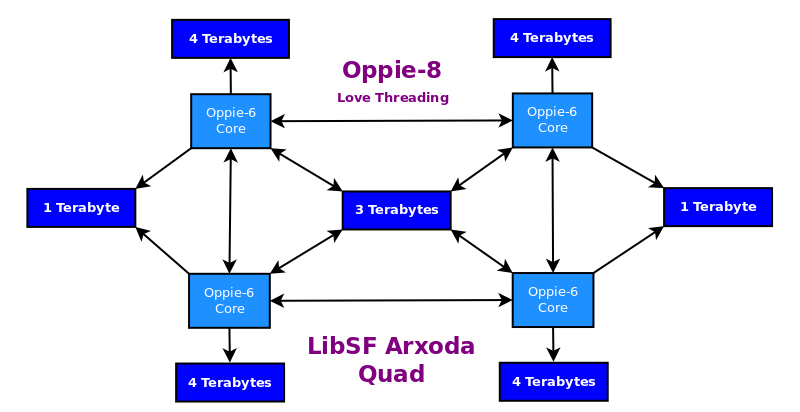 4 Terabytes
4 Terabytes
Oppie-8
Love Threading
Oppie-6
Core
Oppie-6
Core
1 Terabyte
3 Terabytes
1 Terabyte
Oppie-6
Core
Oppie-6
Core
LibSF Arxoda
Quad
4 Terabytes
4 Terabytes